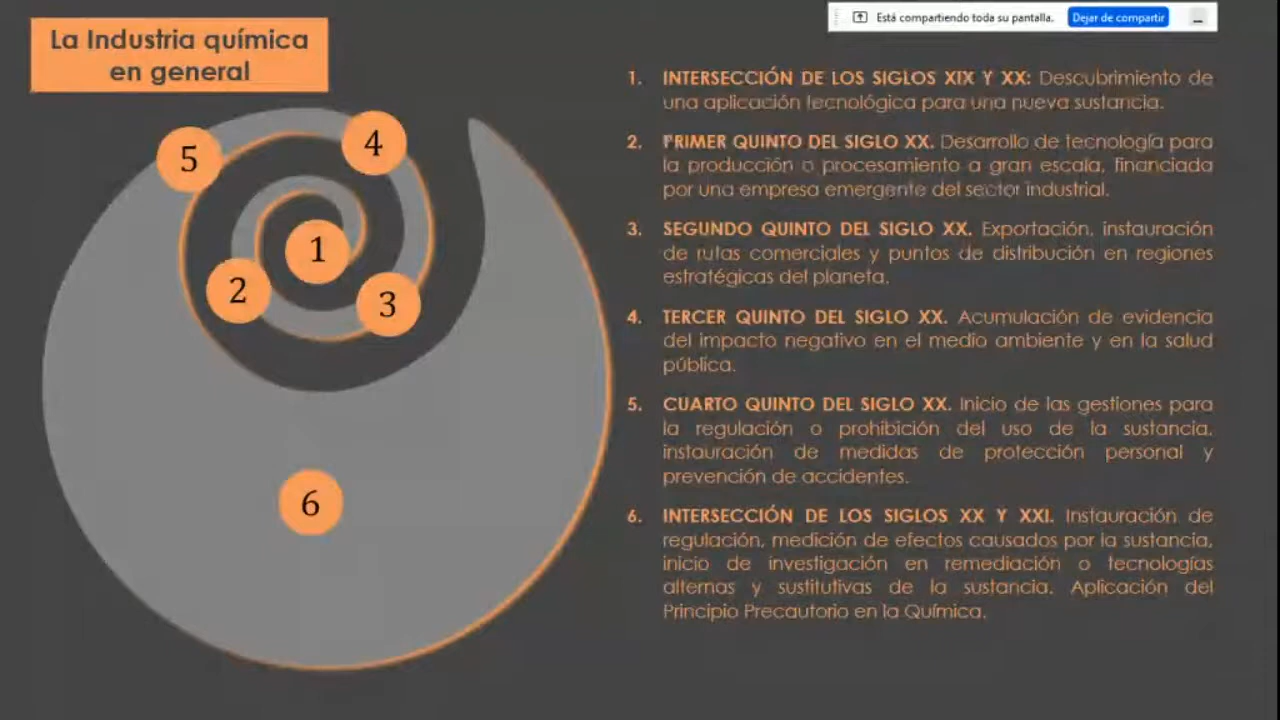 La Industria química
en general
Está compartiendo toda su pantalla.
Dejar de compartir
1. INTERSECCIÓN DE LOS SIGLOS XIX Y XX: Descubrimiento de
una aplicación tecnológica para una nueva sustancia.
2. PRIMER QUINTO DEL SIGLO XX. Desarrollo de tecnología para
la producción o procesamiento a gran escala, financiada
por una empresa emergente del sector industrial.
3. SEGUNDO QUINTO DEL SIGLO XX. Exportación, instauración
de rutas comerciales y puntos de distribución en regiones
estratégicas del planeta.
4. TERCER QUINTO DEL SIGLO XX. Acumulación de evidencia
del impacto negativo en el medio ambiente y en la salud
pública.
5. CUARTO QUINTO DEL SIGLO XX. Inicio de las gestiones para
la regulación o prohibición del uso de la sustancia,
instauración de medidas de protección personal y
prevención de accidentes.
6. INTERSECCIÓN DE LOS SIGLOS XX Y XXI. Instauración de
regulación, medición de efectos causados por la sustancia,
inicio de investigación en remediación o tecnologías
alternas y sustitutivas de la sustancia. Aplicación del
Principio Precautorio en la Química.
5
4
1
2
3
6